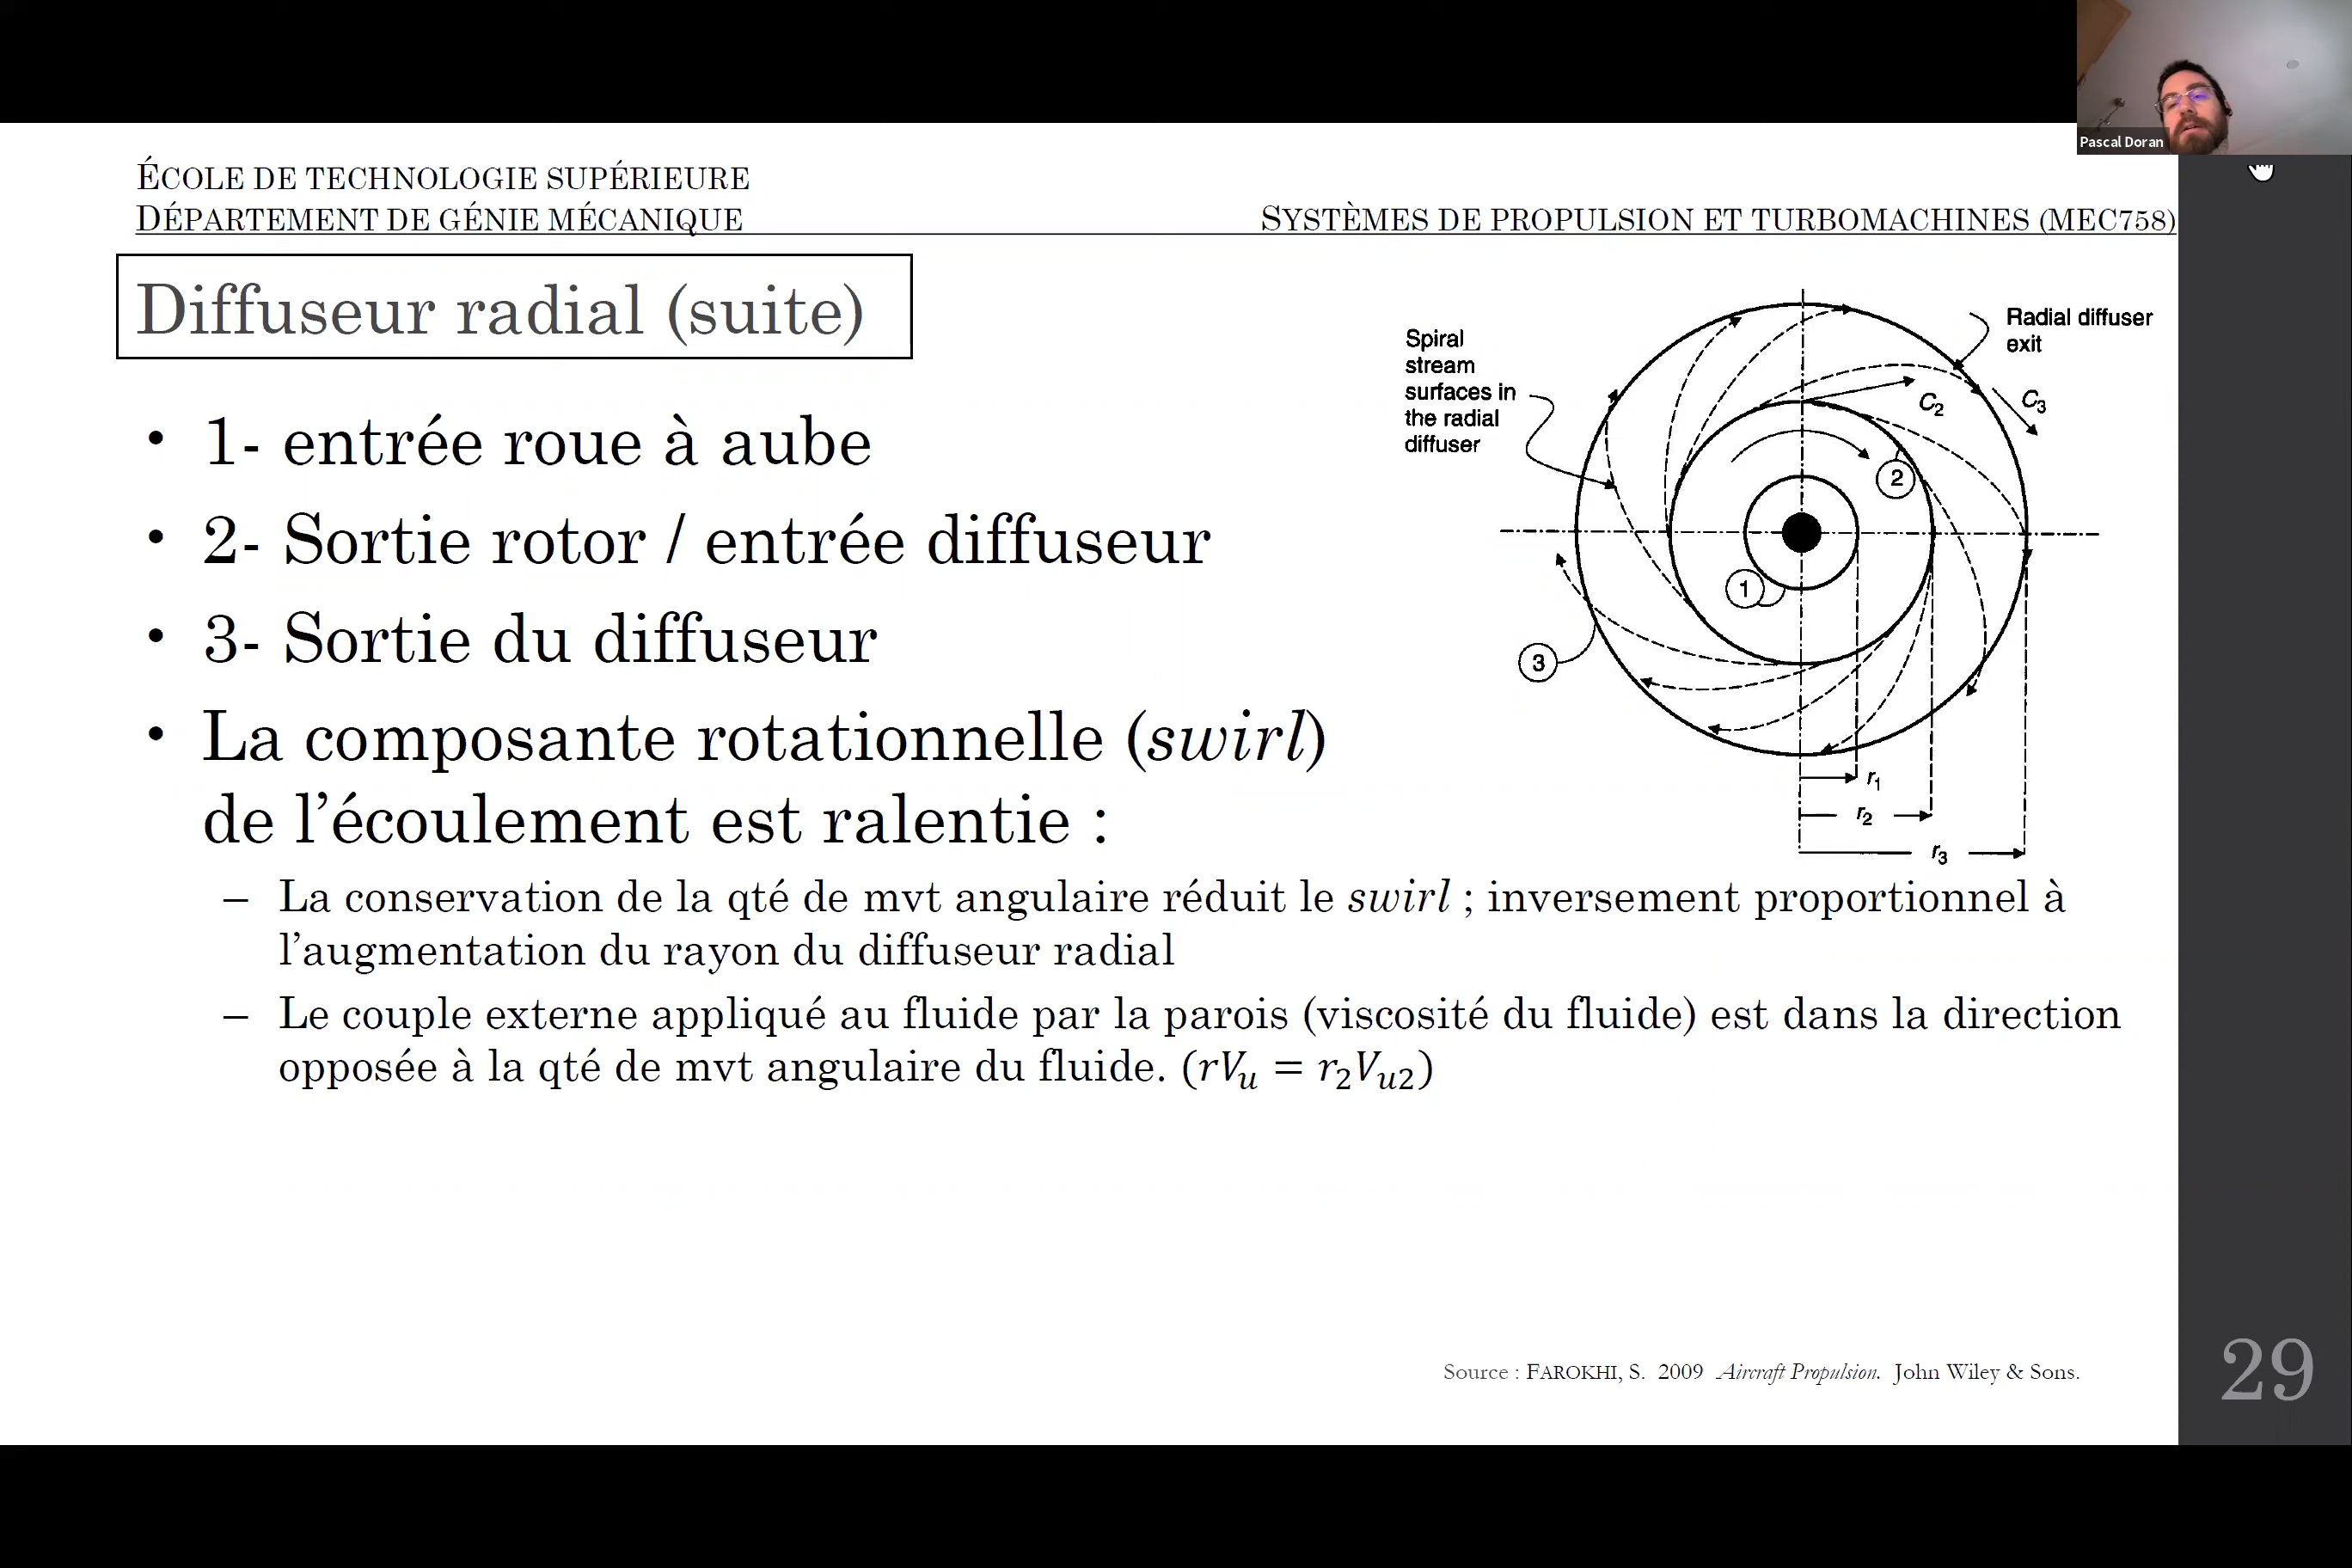 Pascal Doran
ÉCOLE DE TECHNOLOGIE SUPÉRIEURE
DÉPARTEMENT DE GÉNIE MÉCANIQUE
SYSTÈMES DE PROPULSION ET TURBOMACHINES (MEC758)
Diffuseur radial (suite)
• 1- entrée roue à aube
• 2- Sortie rotor / entrée diffuseur
• 3- Sortie du diffuseur
• La composante rotationnelle (swirl)
de l’écoulement est ralentie :
– La conservation de la qté de mvt angulaire réduit le swirl ; inversement proportionnel à
l’augmentation du rayon du diffuseur radial
– Le couple externe appliqué au fluide par la parois (viscosité du fluide) est dans la direction
opposée à la qté de mvt angulaire du fluide. (rVᵤ = r₂Vᵤ₂)
Spiral
stream
surfaces in
the radial
diffuser
Radial diffuser
exit
C₂
C₃
2
1
3
r₁
r₂
r₃
Source : FAROKHI, S. 2009 Aircraft Propulsion. John Wiley & Sons.
29